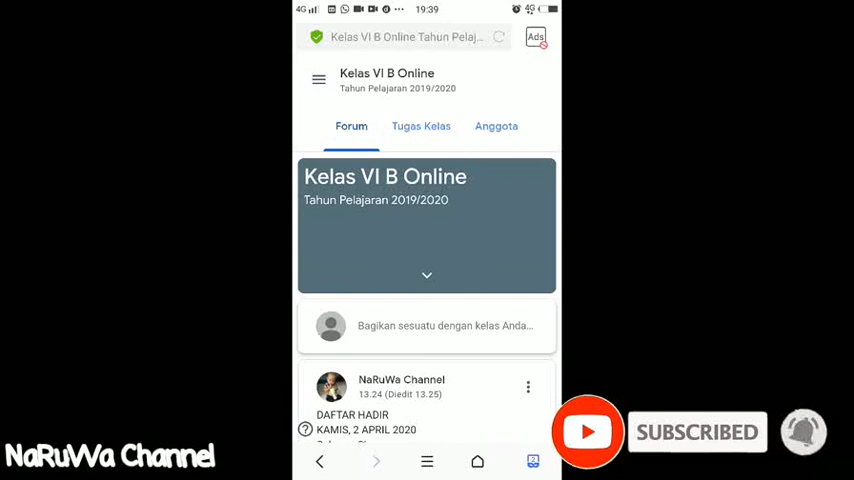 4G 19:39 4G
Kelas VI B Online Tahun Pelaj...
Ads
Kelas VI B Online
Tahun Pelajaran 2019/2020
Forum Tugas Kelas Anggota
Kelas VI B Online
Tahun Pelajaran 2019/2020
Bagikan sesuatu dengan kelas Anda...
NaRuWa Channel
13.24 (Diedit 13.25)
DAFTAR HADIR
KAMIS, 2 APRIL 2020
SUBSCRIBED
NaRuWa Channel